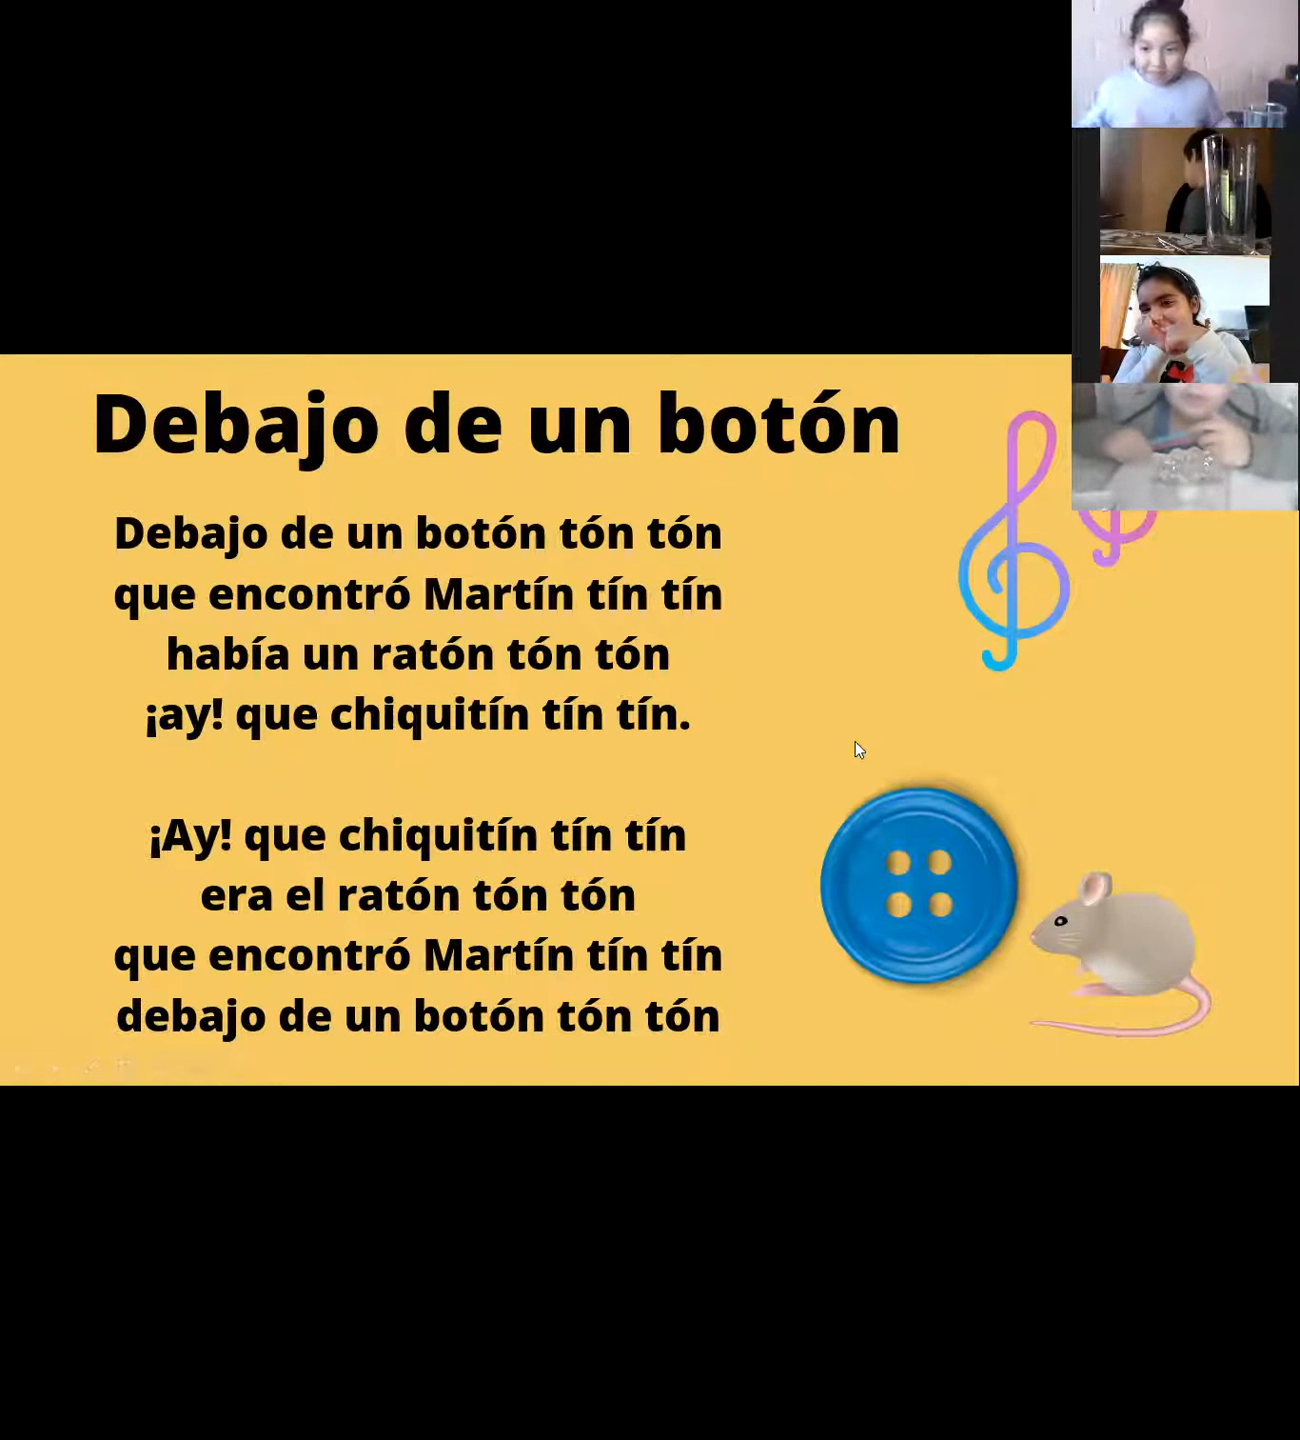 Debajo de un botón
Debajo de un botón tón tón
que encontró Martín tín tín
había un ratón tón tón
¡ay! que chiquitín tín tín.
¡Ay! que chiquitín tín tín
era el ratón tón tón
que encontró Martín tín tín
debajo de un botón tón tón